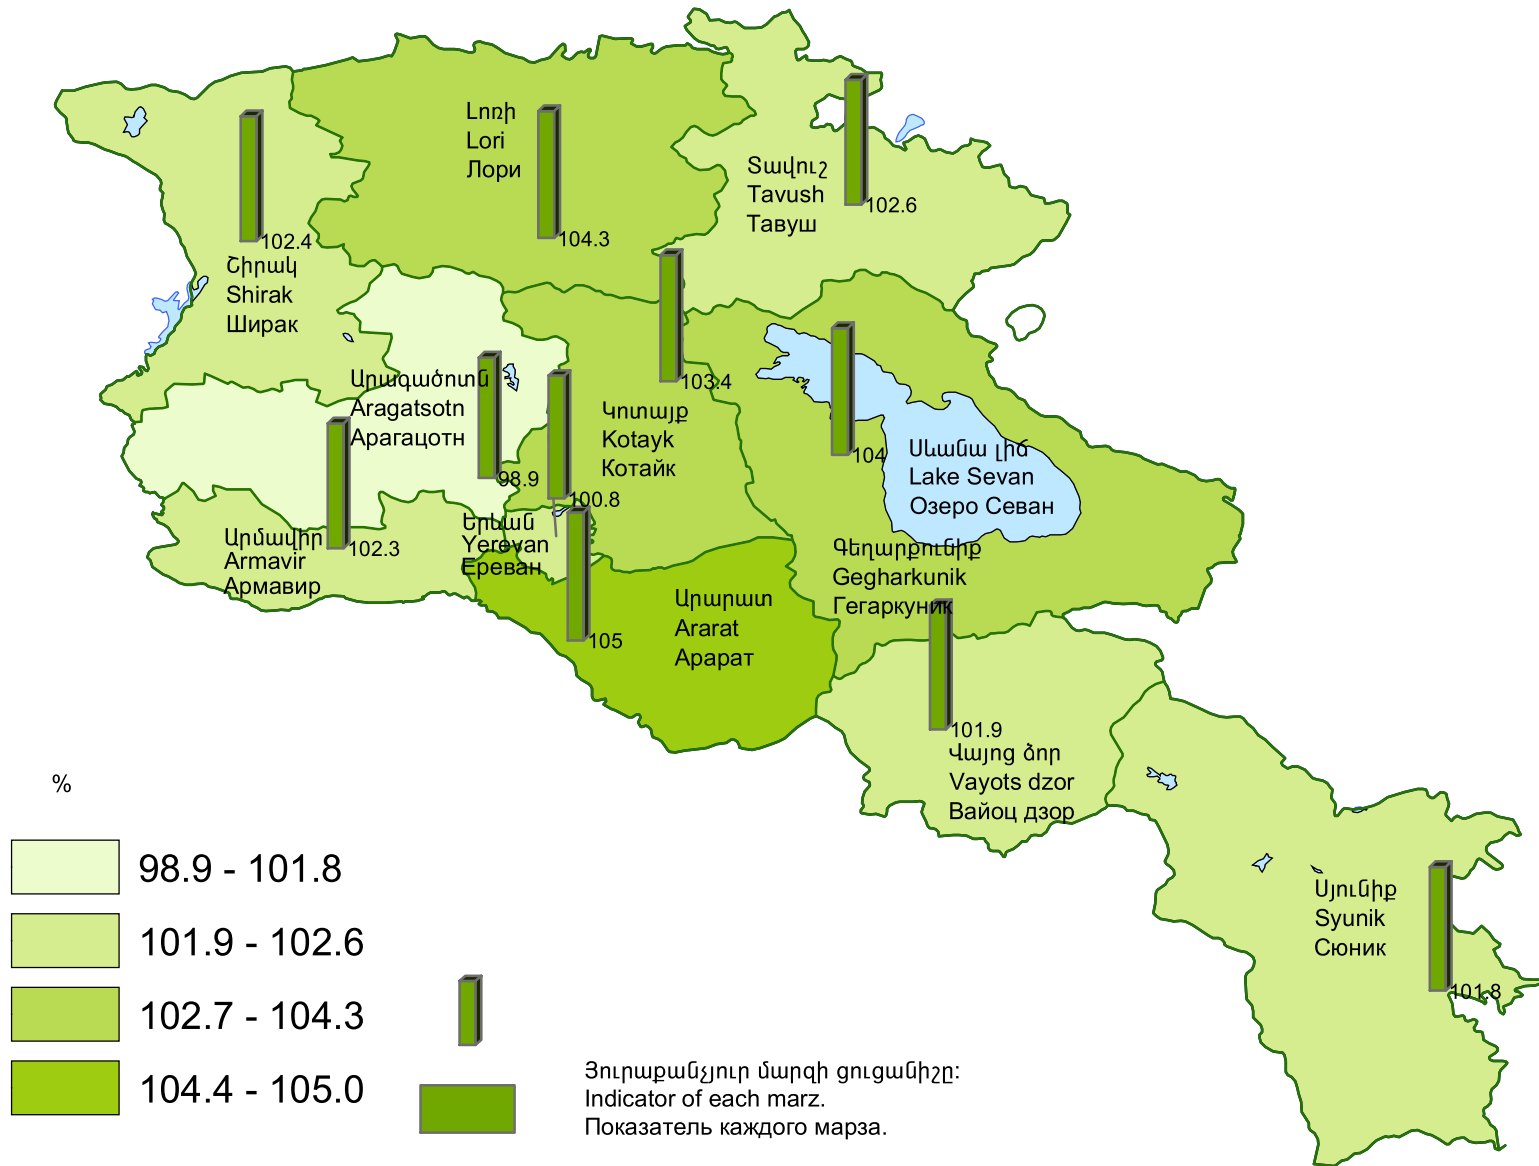 Լոռի
Lori
Лори
104.3
Տավուշ
Tavush
Тавуш
102.6
102.4
Շիրակ
Shirak
Ширак
103.4
Արագածոտն
Aragatsotn
Арагацотн
98.9
Կոտայք
Kotayk
Котайк
100.8
104
Սևանա լիճ
Lake Sevan
Озеро Севан
Արմավիր
Armavir
Армавир
102.3
Երևան
Yerevan
Ереван
Գեղարքունիք
Gegharkunik
Гегаркуник
Արարատ
Ararat
Арарат
105
101.9
Վայոց ձոր
Vayots dzor
Вайоц дзор
Սյունիք
Syunik
Сюник
101.8
%
98.9 - 101.8
101.9 - 102.6
102.7 - 104.3
104.4 - 105.0
Յուրաքանչյուր մարզի ցուցանիշը:
Indicator of each marz.
Показатель каждого марза.